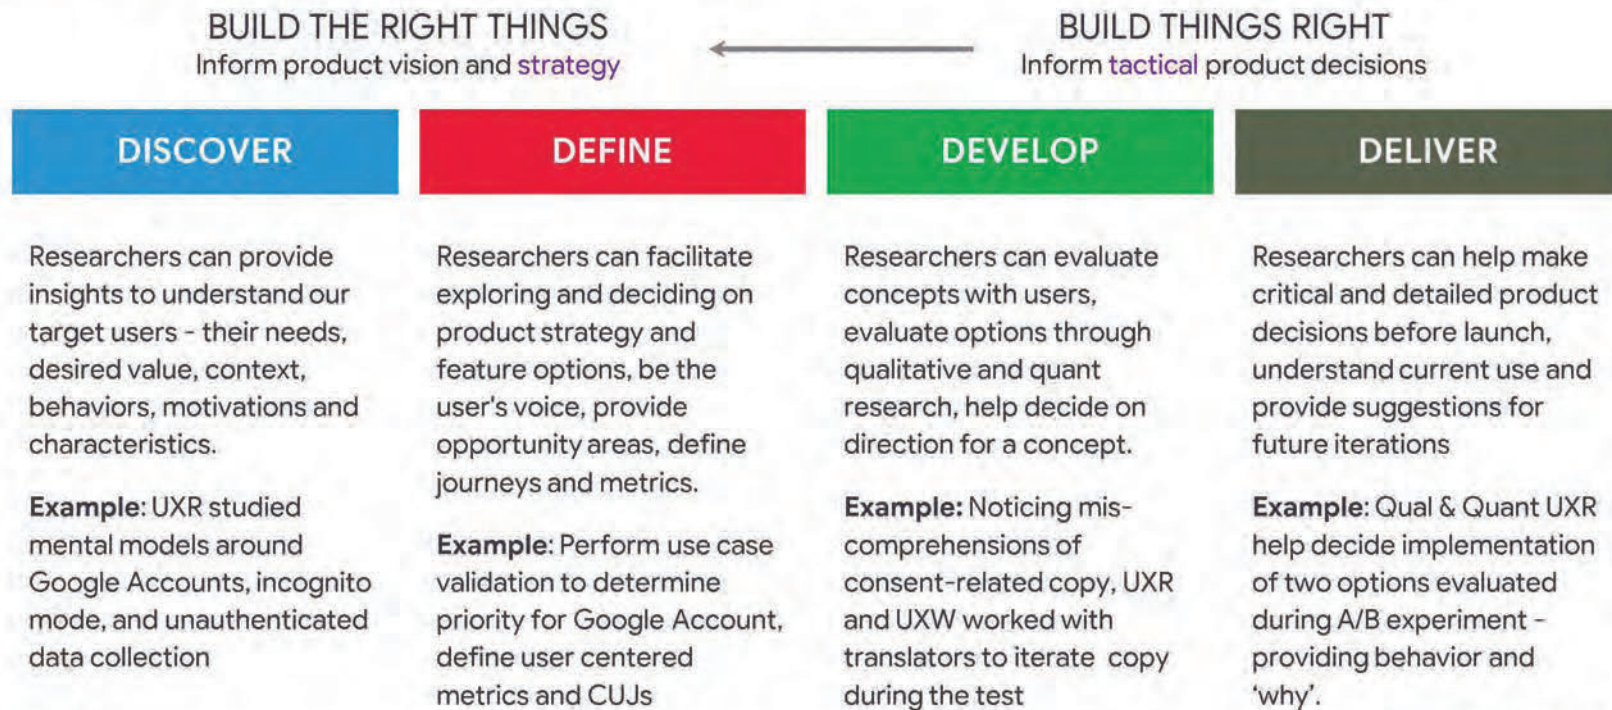 BUILD THE RIGHT THINGS
Inform product vision and strategy
BUILD THINGS RIGHT
Inform tactical product decisions
DISCOVER
Researchers can provide
insights to understand our
target users - their needs,
desired value, context,
behaviors, motivations and
characteristics.
Example: UXR studied
mental models around
Google Accounts, incognito
mode, and unauthenticated
data collection
DEFINE
Researchers can facilitate
exploring and deciding on
product strategy and
feature options, be the
user's voice, provide
opportunity areas, define
journeys and metrics.
Example: Perform use case
validation to determine
priority for Google Account,
define user centered
metrics and CUJs
DEVELOP
Researchers can evaluate
concepts with users,
evaluate options through
qualitative and quant
research, help decide on
direction for a concept.
Example: Noticing mis-
comprehensions of
consent-related copy, UXR
and UXW worked with
translators to iterate copy
during the test
DELIVER
Researchers can help make
critical and detailed product
decisions before launch,
understand current use and
provide suggestions for
future iterations
Example: Qual & Quant UXR
help decide implementation
of two options evaluated
during A/B experiment -
providing behavior and
‘why’.